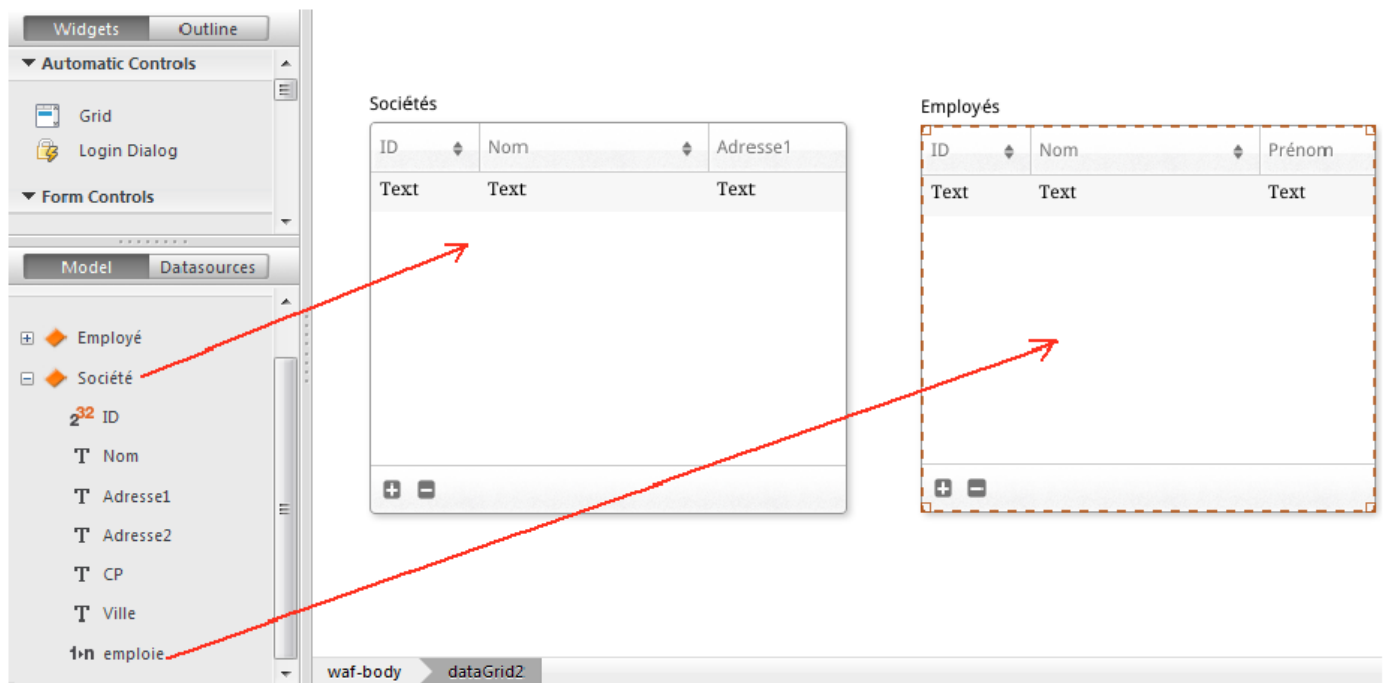 Widgets Outline
Automatic Controls
Grid
Login Dialog
Form Controls
Model Datasources
Employé
Société
2^32 ID
T Nom
T Adresse1
T Adresse2
T CP
T Ville
1▸n emploie
Sociétés
ID Nom Adresse1
Text Text Text
Employés
ID Nom Prénom
Text Text Text
waf-body dataGrid2